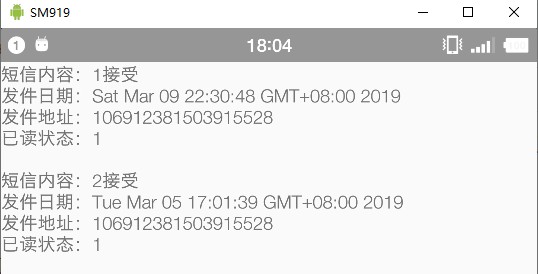 SM919
1
18:04
短信内容：1接受
发件日期：Sat Mar 09 22:30:48 GMT+08:00 2019
发件地址：106912381503915528
已读状态：1
短信内容：2接受
发件日期：Tue Mar 05 17:01:39 GMT+08:00 2019
发件地址：106912381503915528
已读状态：1